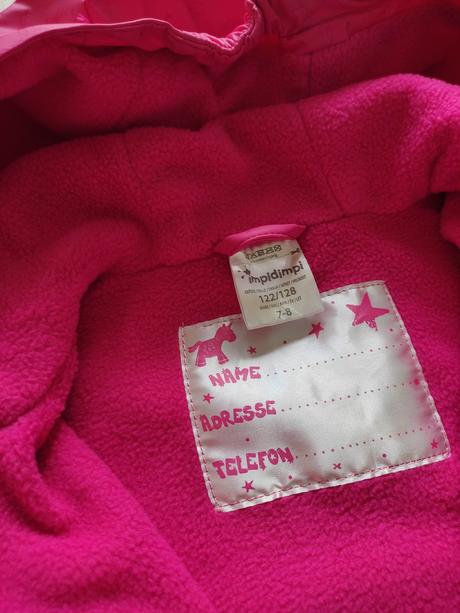 impidimpi
122/128
7-8
NAME
ADRESSE
TELEFON